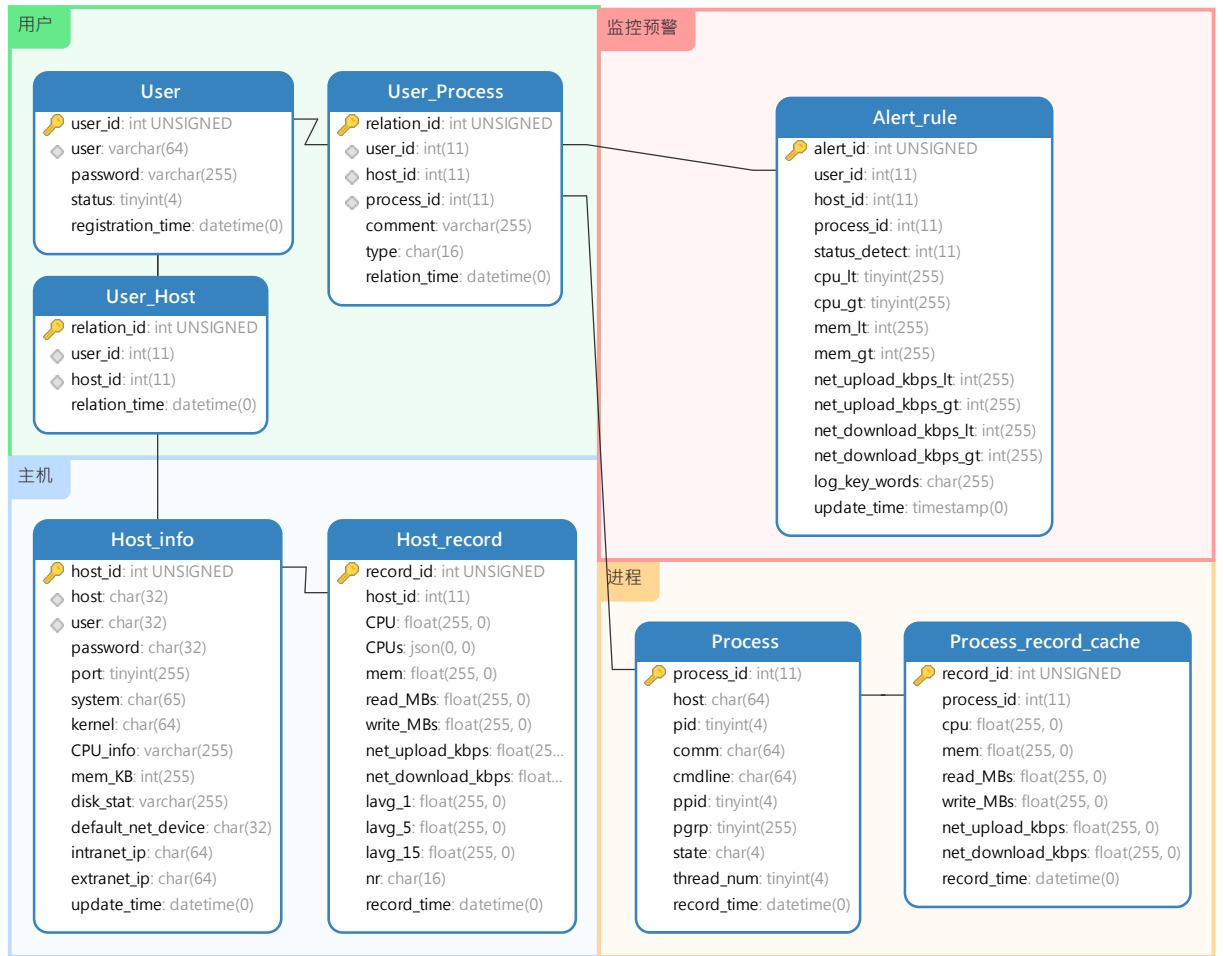 用户
User
user_id: int UNSIGNED
user: varchar(64)
password: varchar(255)
status: tinyint(4)
registration_time: datetime(0)
User_Process
relation_id: int UNSIGNED
user_id: int(11)
host_id: int(11)
process_id: int(11)
comment: varchar(255)
type: char(16)
relation_time: datetime(0)
User_Host
relation_id: int UNSIGNED
user_id: int(11)
host_id: int(11)
relation_time: datetime(0)
监控预警
Alert_rule
alert_id: int UNSIGNED
user_id: int(11)
host_id: int(11)
process_id: int(11)
status_detect: int(11)
cpu_lt: tinyint(255)
cpu_gt: tinyint(255)
mem_lt: int(255)
mem_gt: int(255)
net_upload_kbps_lt: int(255)
net_upload_kbps_gt: int(255)
net_download_kbps_lt: int(255)
net_download_kbps_gt: int(255)
log_key_words: char(255)
update_time: timestamp(0)
主机
Host_info
host_id: int UNSIGNED
host: char(32)
user: char(32)
password: char(32)
port: tinyint(255)
system: char(65)
kernel: char(64)
CPU_info: varchar(255)
mem_KB: int(255)
disk_stat: varchar(255)
default_net_device: char(32)
intranet_ip: char(64)
extranet_ip: char(64)
update_time: datetime(0)
Host_record
record_id: int UNSIGNED
host_id: int(11)
CPU: float(255, 0)
CPUs: json(0, 0)
mem: float(255, 0)
read_MBs: float(255, 0)
write_MBs: float(255, 0)
net_upload_kbps: float(25...
net_download_kbps: float...
lavg_1: float(255, 0)
lavg_5: float(255, 0)
lavg_15: float(255, 0)
nr: char(16)
record_time: datetime(0)
进程
Process
process_id: int(11)
host: char(64)
pid: tinyint(4)
comm: char(64)
cmdline: char(64)
ppid: tinyint(4)
pgrp: tinyint(255)
state: char(4)
thread_num: tinyint(4)
record_time: datetime(0)
Process_record_cache
record_id: int UNSIGNED
process_id: int(11)
cpu: float(255, 0)
mem: float(255, 0)
read_MBs: float(255, 0)
write_MBs: float(255, 0)
net_upload_kbps: float(255, 0)
net_download_kbps: float(255, 0)
record_time: datetime(0)